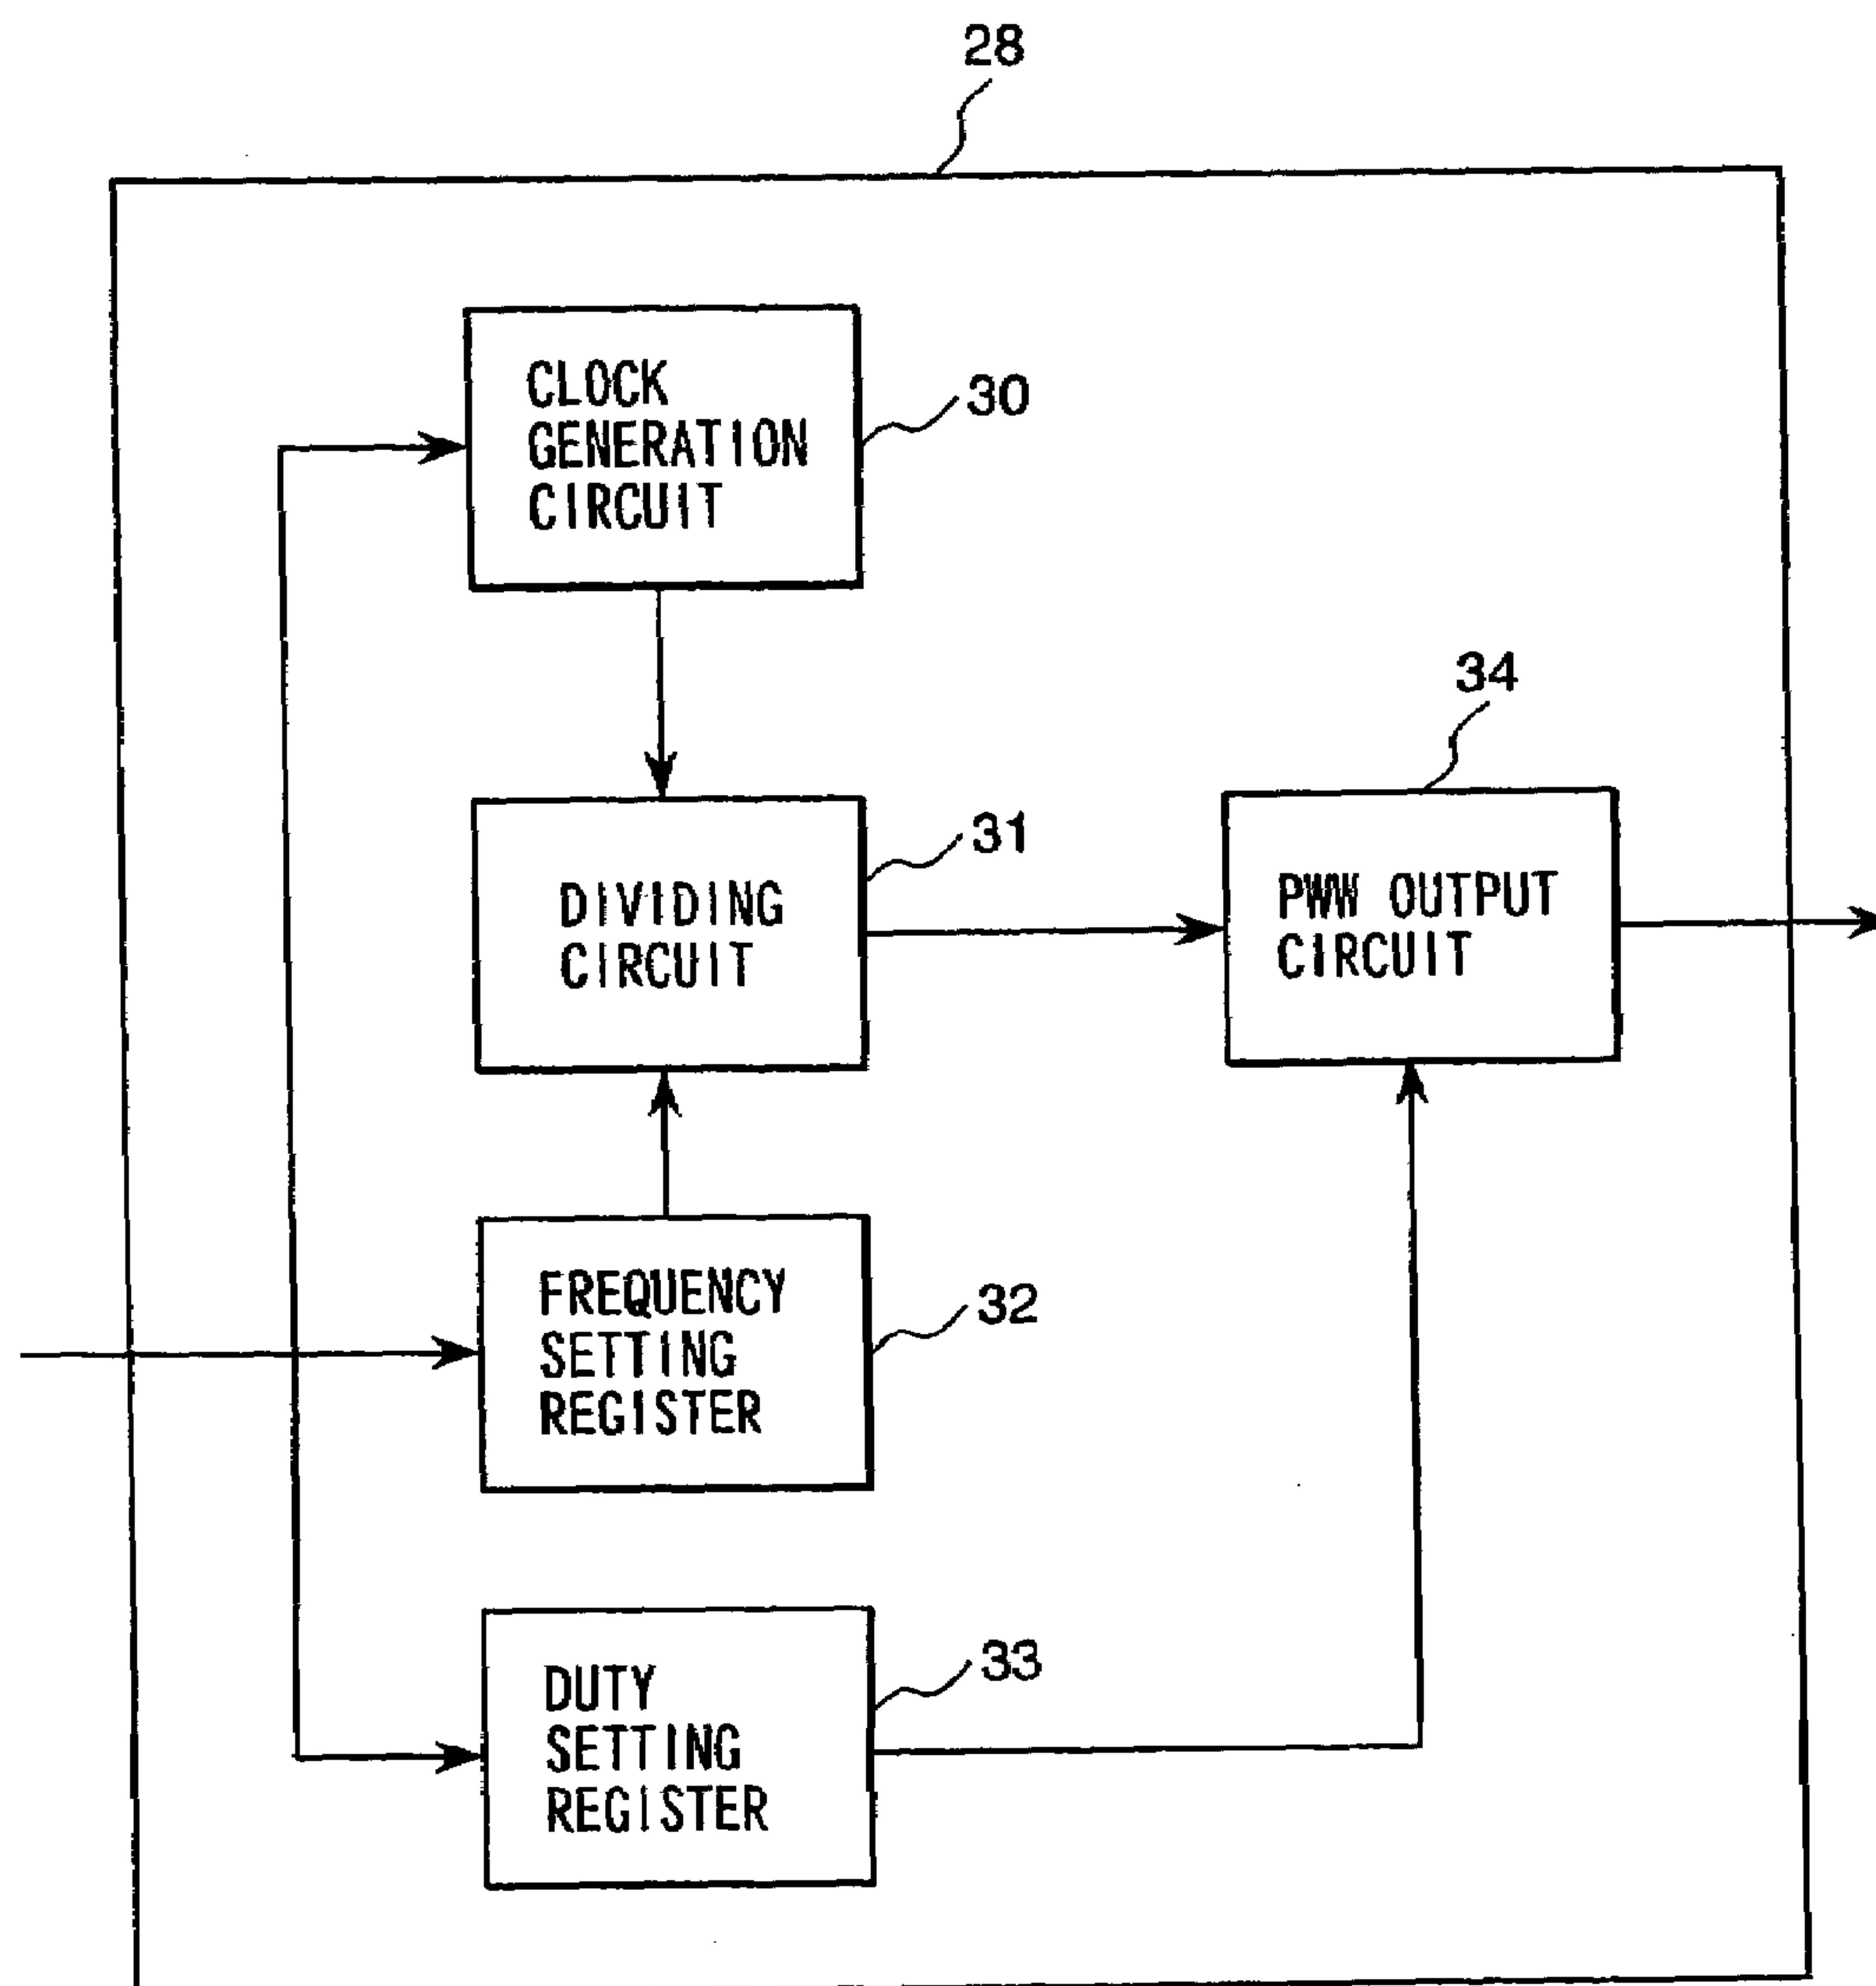 28
CLOCK
GENERATION
CIRCUIT
30
34
DIVIDING
CIRCUIT
31
PWW OUTPUT
CIRCUIT
FREQUENCY
SETTING
REGISTER
32
DUTY
SETTING
REGISTER
33